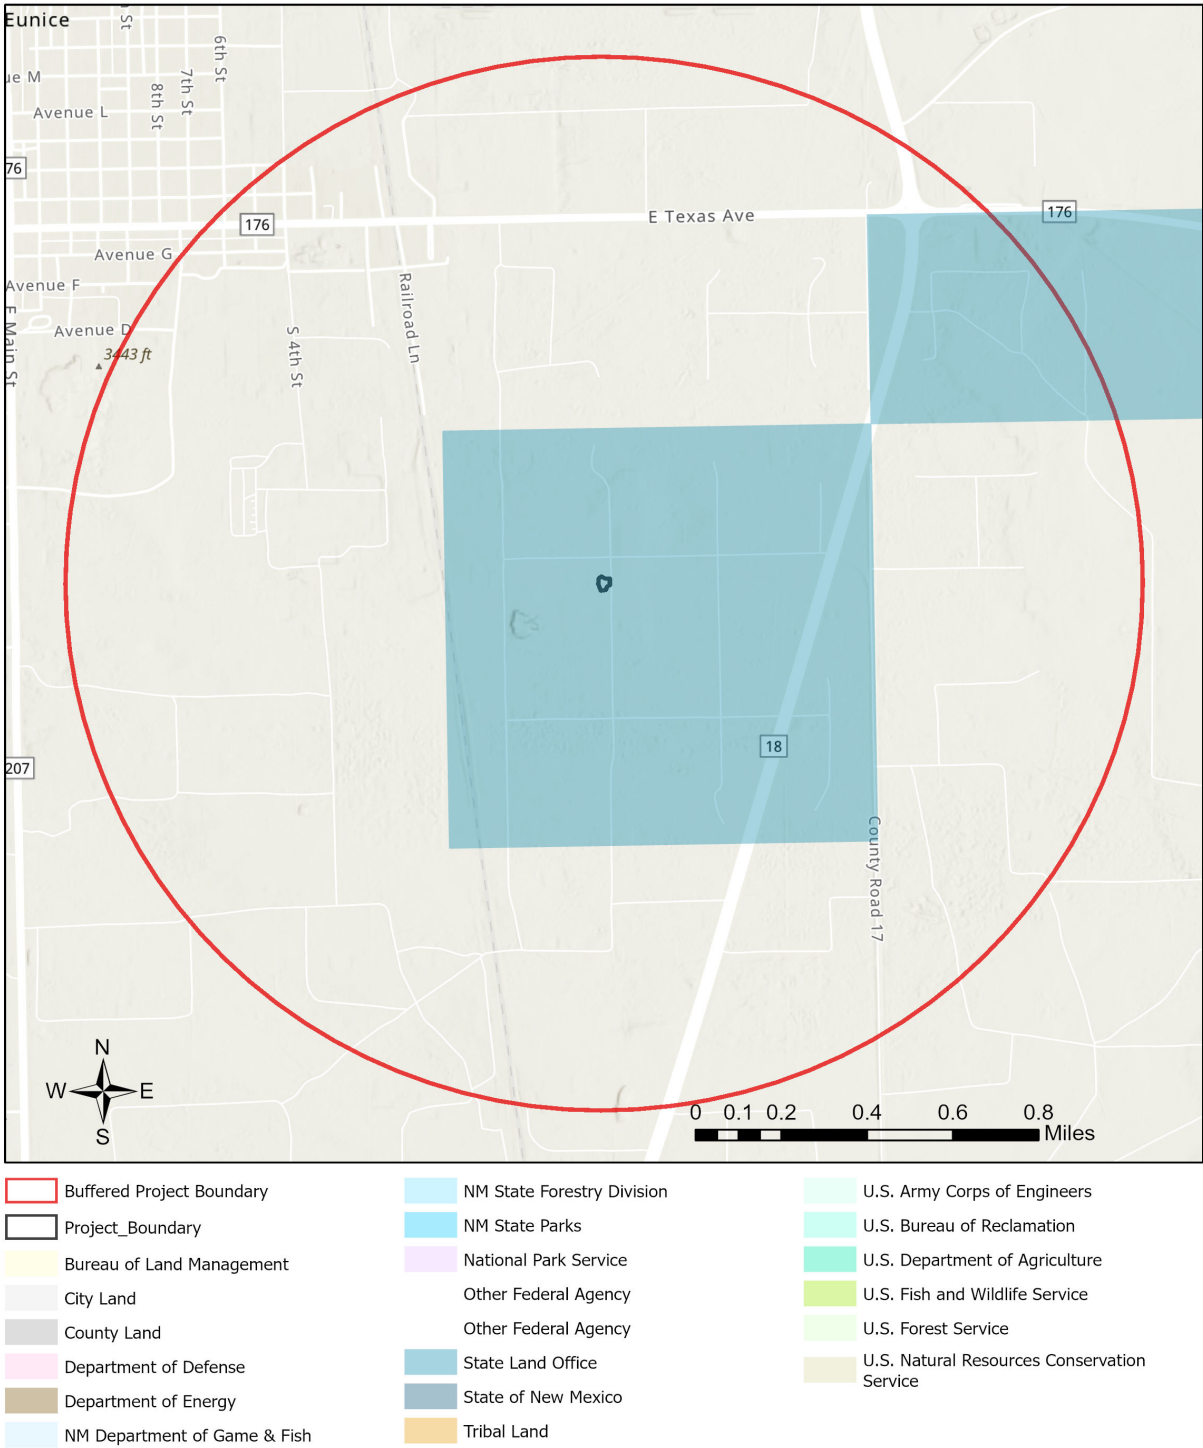 Eunice
St
6th St
7th St
8th St
ue M
Avenue L
76
176
E Texas Ave
176
Avenue G
Avenue F
Avenue D
3443 ft
Main St
S 4th St
Railroad Ln
18
207
County Road 17
N
W E
S
0 0.1 0.2 0.4 0.6 0.8
Miles
Buffered Project Boundary
Project_Boundary
Bureau of Land Management
City Land
County Land
Department of Defense
Department of Energy
NM Department of Game & Fish
NM State Forestry Division
NM State Parks
National Park Service
Other Federal Agency
Other Federal Agency
State Land Office
State of New Mexico
Tribal Land
U.S. Army Corps of Engineers
U.S. Bureau of Reclamation
U.S. Department of Agriculture
U.S. Fish and Wildlife Service
U.S. Forest Service
U.S. Natural Resources Conservation
Service